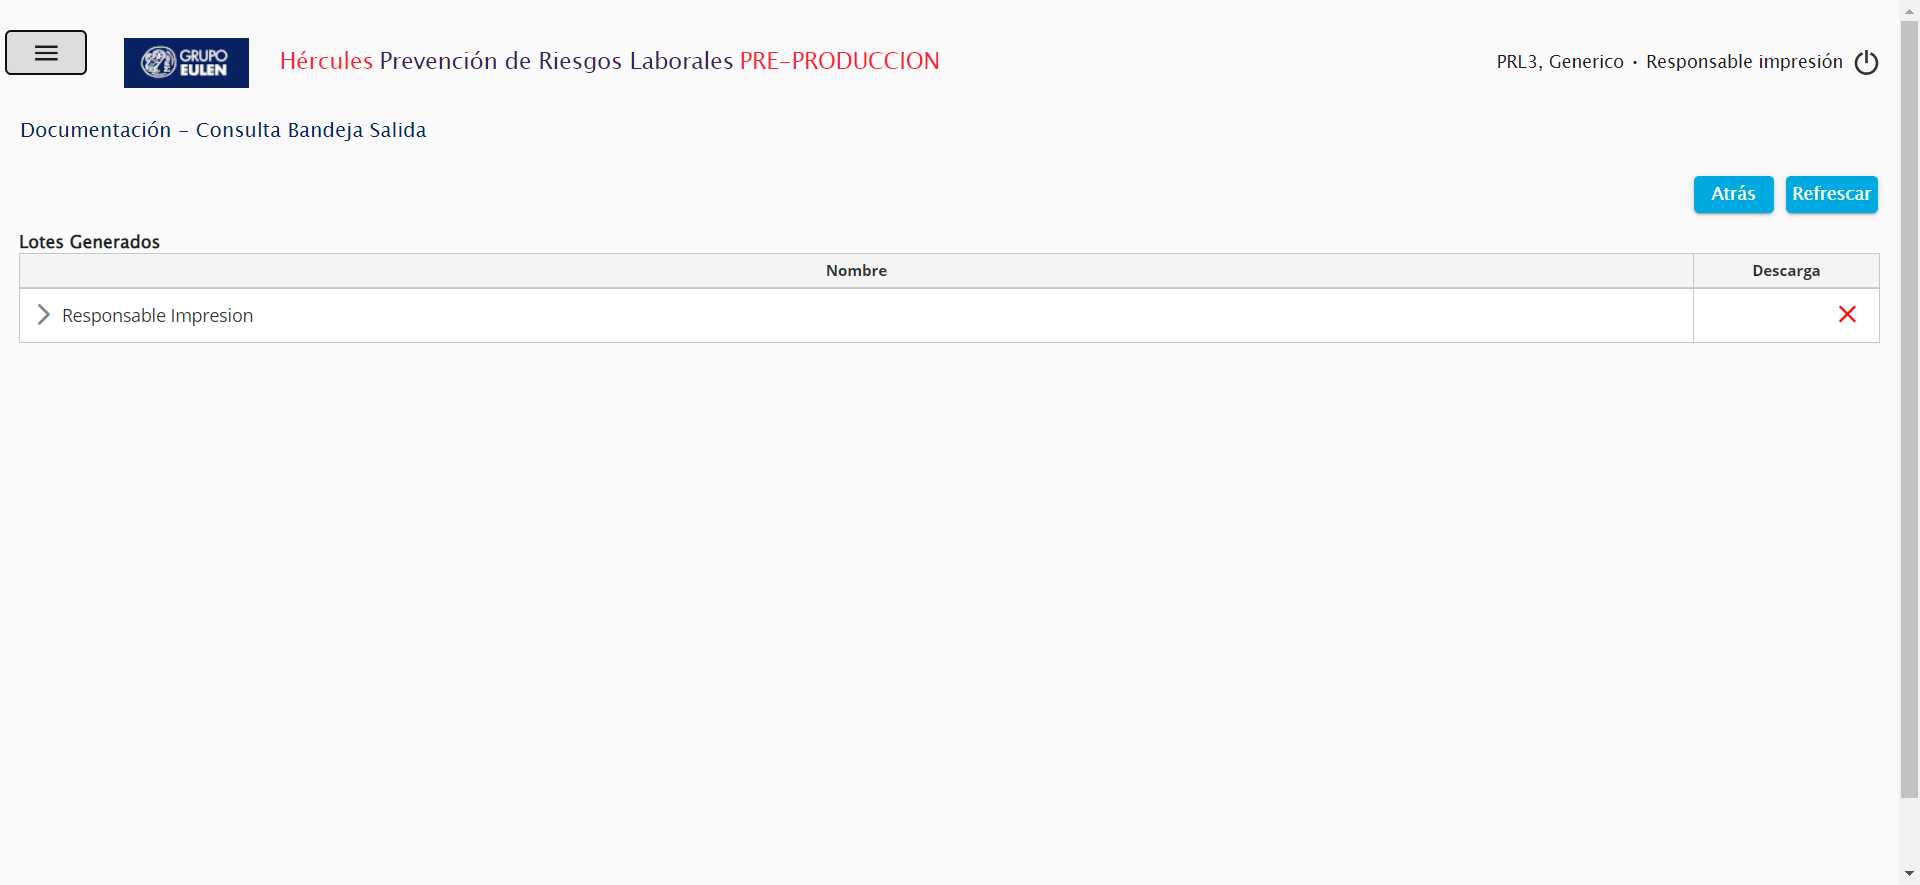 GRUPO
EULEN
Hércules Prevención de Riesgos Laborales PRE-PRODUCCION
PRL3, Generico · Responsable impresión
Documentación - Consulta Bandeja Salida
Atrás
Refrescar
Lotes Generados
Nombre
Descarga
Responsable Impresion